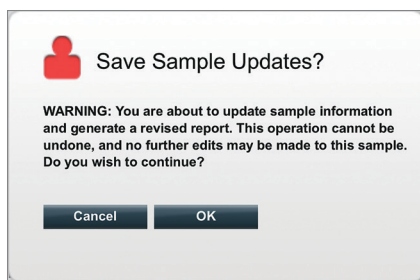 Save Sample Updates?
WARNING: You are about to update sample information
and generate a revised report. This operation cannot be
undone, and no further edits may be made to this sample.
Do you wish to continue?
Cancel OK